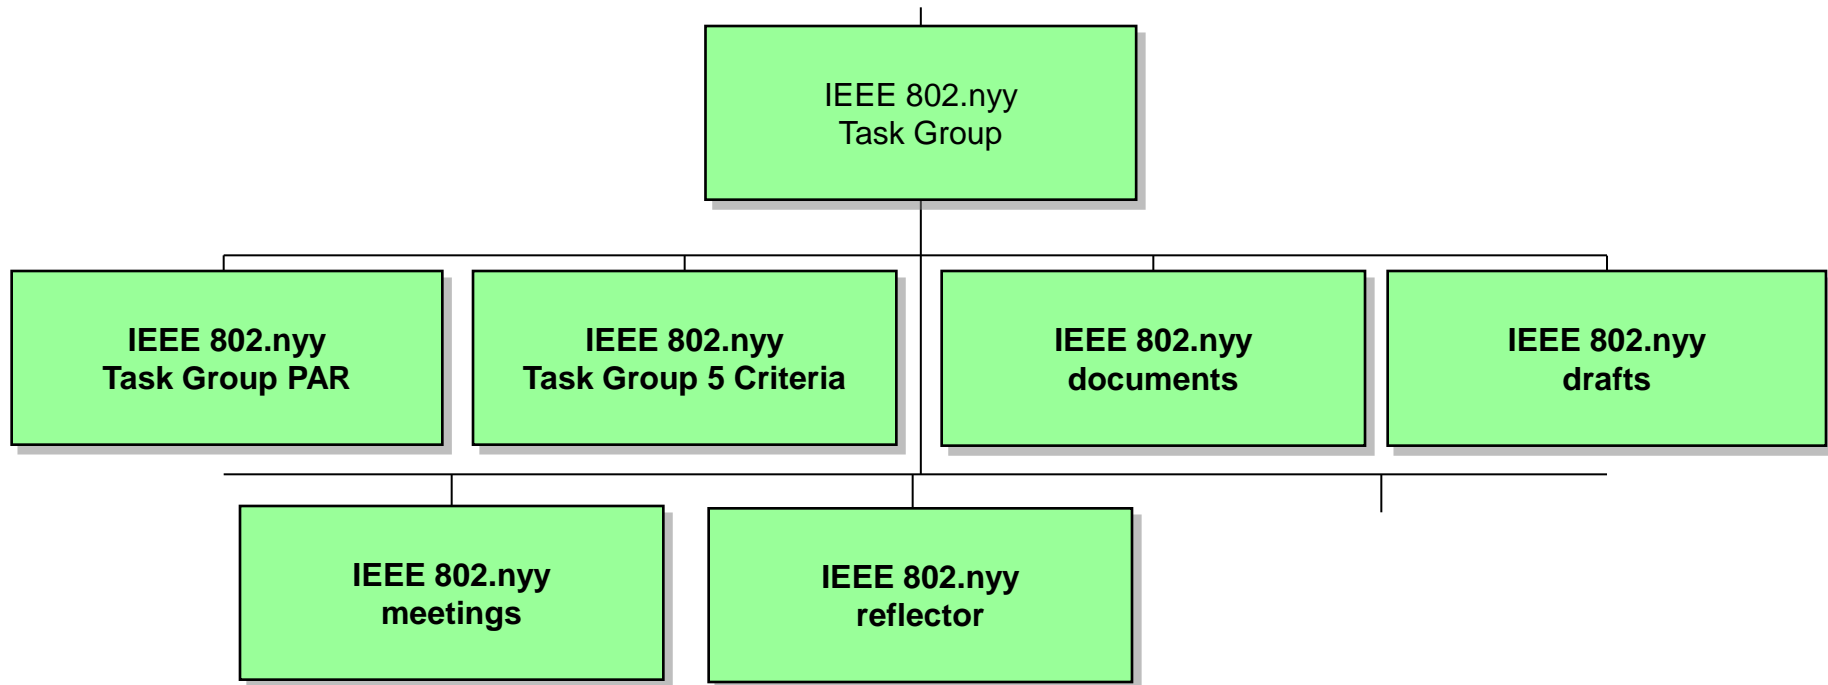 IEEE 802.nyy
Task Group
IEEE 802.nyy
Task Group PAR
IEEE 802.nyy
Task Group 5 Criteria
IEEE 802.nyy
documents
IEEE 802.nyy
drafts
IEEE 802.nyy
meetings
IEEE 802.nyy
reflector